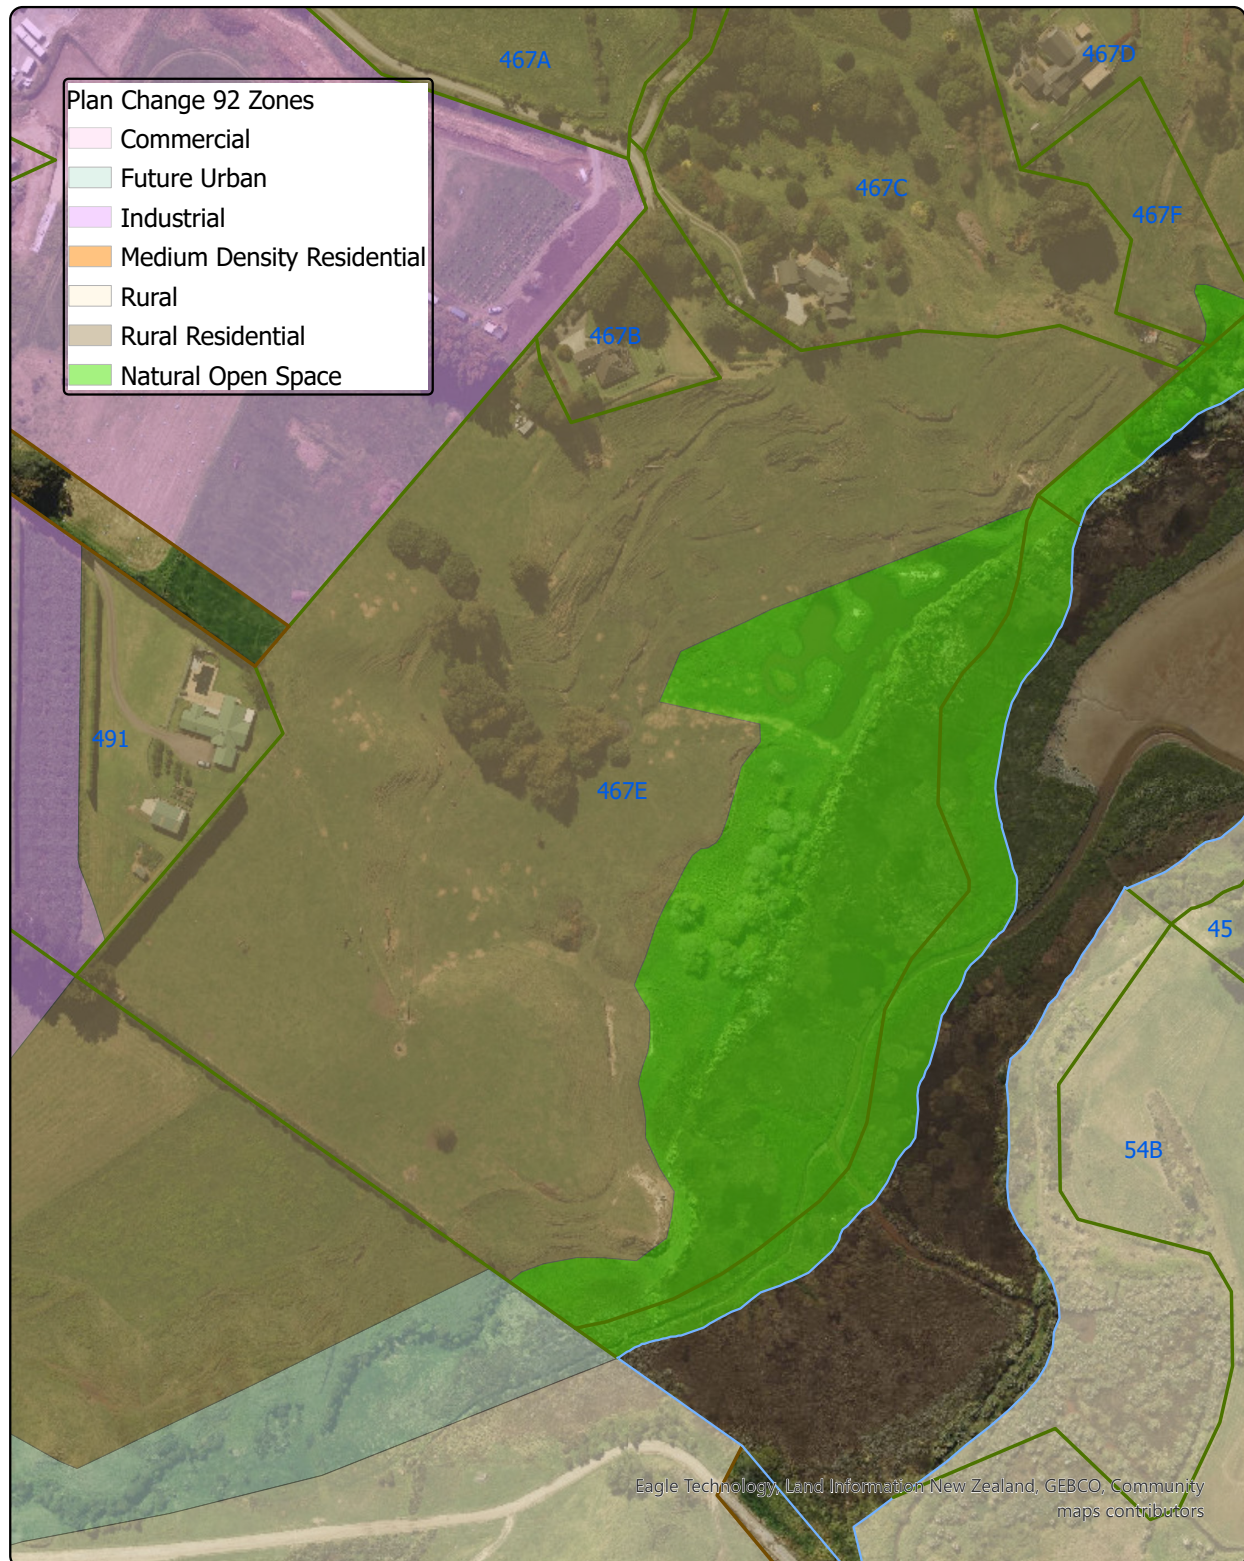 467A
467D
Plan Change 92 Zones
Commercial
Future Urban
Industrial
Medium Density Residential
Rural
Rural Residential
Natural Open Space
467C
467F
467B
491
467E
45
54B
Eagle Technology, Land Information New Zealand, GEBCO, Community
maps contributors